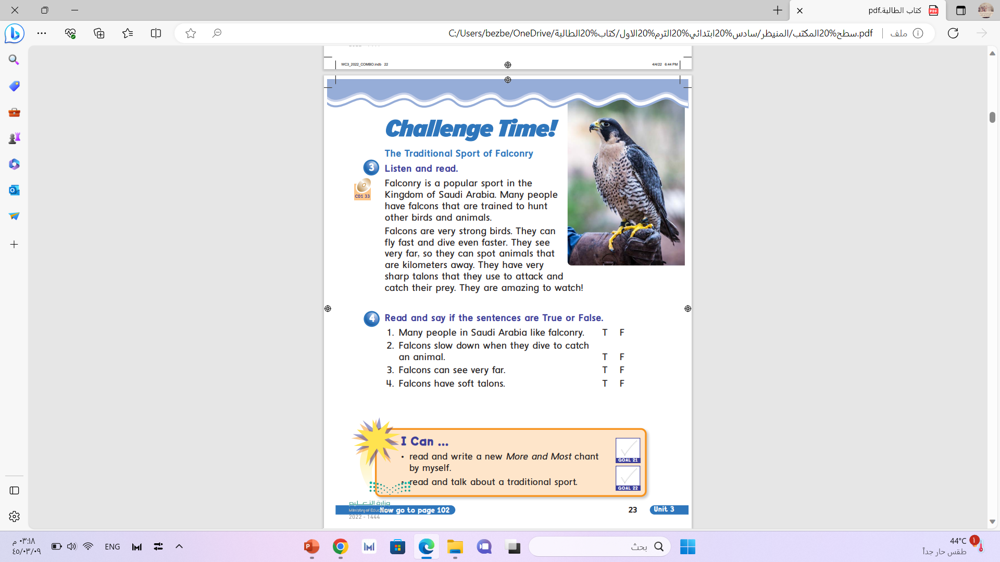 كتاب الطالبة.pdf
C:/Users/bezbe/OneDrive/سطح%20المكتب/المنيظر/سادس%20ابتدائي%20الترم%20الاول/كتاب%20الطالبة.pdf
ملف
WC3_2022_COMBO.indb 22
4/4/22 6:44 PM
Challenge Time!
The Traditional Sport of Falconry
3 Listen and read.
CD1 33
Falconry is a popular sport in the
Kingdom of Saudi Arabia. Many people
have falcons that are trained to hunt
other birds and animals.
Falcons are very strong birds. They can
fly fast and dive even faster. They see
very far, so they can spot animals that
are kilometers away. They have very
sharp talons that they use to attack and
catch their prey. They are amazing to watch!
4 Read and say if the sentences are True or False.
1. Many people in Saudi Arabia like falconry. T F
2. Falcons slow down when they dive to catch
an animal. T F
3. Falcons can see very far. T F
4. Falcons have soft talons. T F
I Can ...
• read and write a new More and Most chant
by myself.
GOAL 21
• read and talk about a traditional sport.
GOAL 22
وزارة التعليم
Ministry of Education
2022 - 1444
Now go to page 102
23 Unit 3
٠٣:١٨ م
٤٥/٠٣/٠٩
ENG
بحث
44°C
طقس حار جداً
1